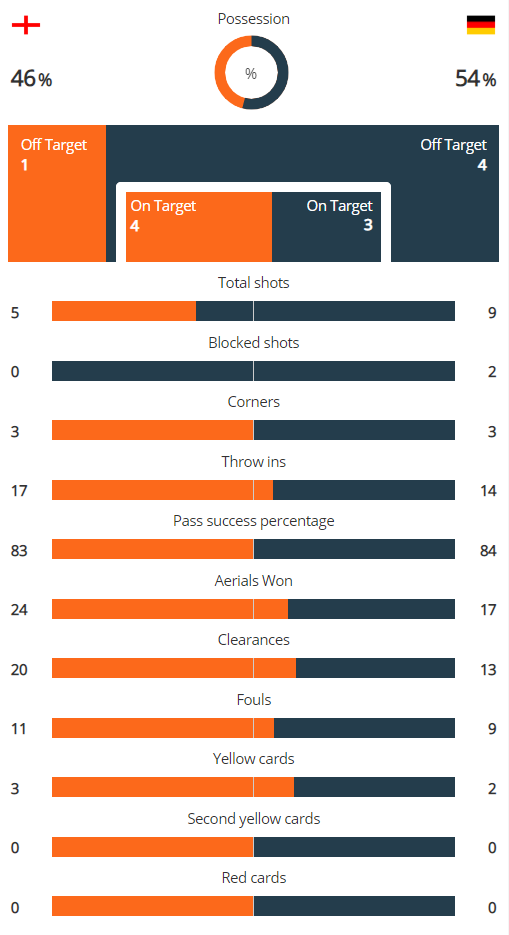 Possession
46%
%
54%
Off Target
1
Off Target
4
On Target
4
On Target
3
Total shots
5
9
Blocked shots
0
2
Corners
3
3
Throw ins
17
14
Pass success percentage
83
84
Aerials Won
24
17
Clearances
20
13
Fouls
11
9
Yellow cards
3
2
Second yellow cards
0
0
Red cards
0
0